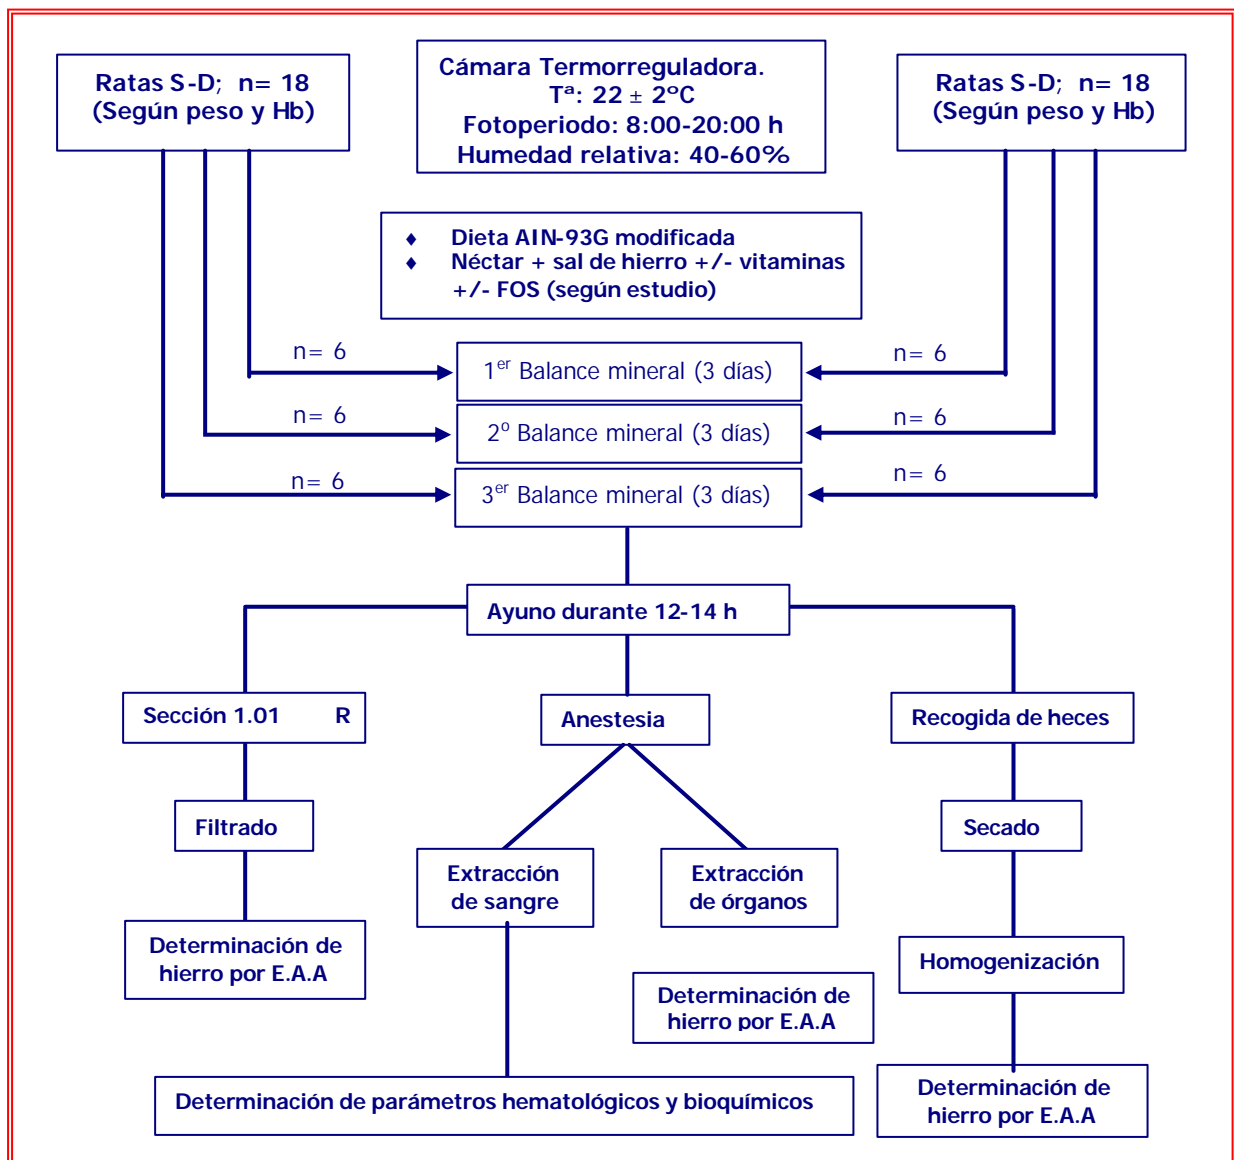 Ratas S-D; n= 18
(Según peso y Hb)
Cámara Termorreguladora.
Tª: 22 ± 2ºC
Fotoperiodo: 8:00-20:00 h
Humedad relativa: 40-60%
Ratas S-D; n= 18
(Según peso y Hb)
♦ Dieta AIN-93G modificada
♦ Néctar + sal de hierro +/- vitaminas
+/- FOS (según estudio)
n= 6
1er Balance mineral (3 días)
n= 6
n= 6
2º Balance mineral (3 días)
n= 6
n= 6
3er Balance mineral (3 días)
n= 6
Ayuno durante 12-14 h
Sección 1.01 R
Anestesia
Recogida de heces
Filtrado
Secado
Extracción
de sangre
Extracción
de órganos
Determinación de
hierro por E.A.A
Homogenización
Determinación de
hierro por E.A.A
Determinación de parámetros hematológicos y bioquímicos
Determinación de
hierro por E.A.A